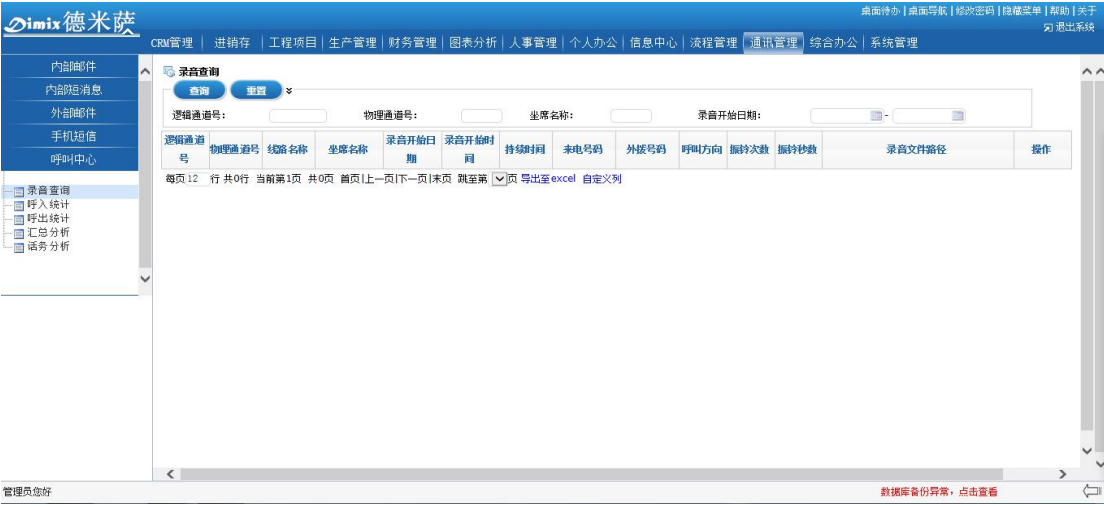 桌面待办 | 桌面导航 | 修改密码 | 隐藏菜单 | 帮助 | 关于
Dimix德米萨
退出系统
CRM管理 | 进销存 | 工程项目 | 生产管理 | 财务管理 | 图表分析 | 人事管理 | 个人办公 | 信息中心 | 流程管理 | 通讯管理 | 综合办公 | 系统管理
内部邮件
内部短消息
外部邮件
手机短信
呼叫中心
录音查询
呼入统计
呼出统计
汇总分析
话务分析
录音查询
查询 重置
逻辑通道号: 物理通道号: 坐席名称: 录音开始日期: -
逻辑通道号 物理通道号 线路名称 坐席名称 录音开始日期 录音开始时间 持续时间 来电号码 外拨号码 呼叫方向 振铃次数 振铃秒数 录音文件路径 操作
每页12 行 共0行 当前第1页 共0页 首页|上一页|下一页|末页 跳至第 页 导出至excel 自定义列
管理员您好
数据库备份异常，点击查看